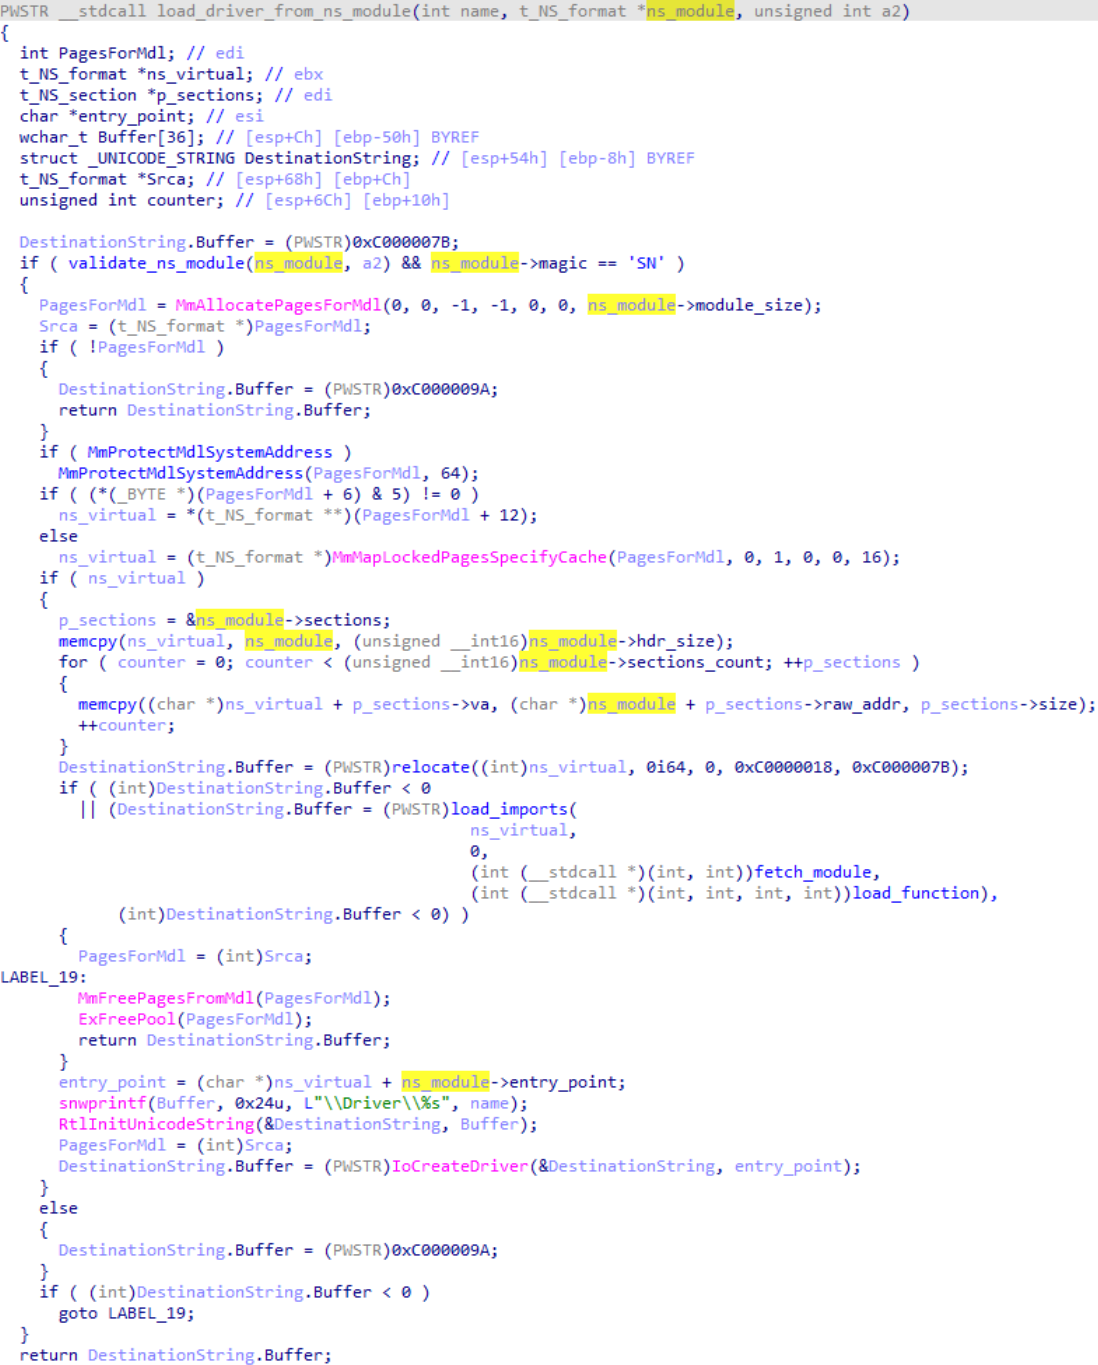 PWSTR __stdcall load_driver_from_ns_module(int name, t_NS_format *ns_module, unsigned int a2)
{
  int PagesForMdl; // edi
  t_NS_format *ns_virtual; // ebx
  t_NS_section *p_sections; // edi
  char *entry_point; // esi
  wchar_t Buffer[36]; // [esp+Ch] [ebp-50h] BYREF
  struct _UNICODE_STRING DestinationString; // [esp+54h] [ebp-8h] BYREF
  t_NS_format *Srca; // [esp+68h] [ebp+Ch]
  unsigned int counter; // [esp+6Ch] [ebp+10h]

  DestinationString.Buffer = (PWSTR)0xC000007B;
  if ( validate_ns_module(ns_module, a2) && ns_module->magic == 'SN' )
  {
    PagesForMdl = MmAllocatePagesForMdl(0, 0, -1, -1, 0, 0, ns_module->module_size);
    Srca = (t_NS_format *)PagesForMdl;
    if ( !PagesForMdl )
    {
      DestinationString.Buffer = (PWSTR)0xC000009A;
      return DestinationString.Buffer;
    }
    if ( MmProtectMdlSystemAddress )
      MmProtectMdlSystemAddress(PagesForMdl, 64);
    if ( (*(_BYTE *)(PagesForMdl + 6) & 5) != 0 )
      ns_virtual = *(t_NS_format **)(PagesForMdl + 12);
    else
      ns_virtual = (t_NS_format *)MmMapLockedPagesSpecifyCache(PagesForMdl, 0, 1, 0, 0, 16);
    if ( ns_virtual )
    {
      p_sections = &ns_module->sections;
      memcpy(ns_virtual, ns_module, (unsigned __int16)ns_module->hdr_size);
      for ( counter = 0; counter < (unsigned __int16)ns_module->sections_count; ++p_sections )
      {
        memcpy((char *)ns_virtual + p_sections->va, (char *)ns_module + p_sections->raw_addr, p_sections->size);
        ++counter;
      }
      DestinationString.Buffer = (PWSTR)relocate((int)ns_virtual, 0i64, 0, 0xC0000018, 0xC000007B);
      if ( (int)DestinationString.Buffer < 0
        || (DestinationString.Buffer = (PWSTR)load_imports(
                                                ns_virtual,
                                                0,
                                                (int (__stdcall *)(int, int))fetch_module,
                                                (int (__stdcall *)(int, int, int, int))load_function),
            (int)DestinationString.Buffer < 0) )
      {
        PagesForMdl = (int)Srca;
LABEL_19:
        MmFreePagesFromMdl(PagesForMdl);
        ExFreePool(PagesForMdl);
        return DestinationString.Buffer;
      }
      entry_point = (char *)ns_virtual + ns_module->entry_point;
      snwprintf(Buffer, 0x24u, L"\\Driver\\%s", name);
      RtlInitUnicodeString(&DestinationString, Buffer);
      PagesForMdl = (int)Srca;
      DestinationString.Buffer = (PWSTR)IoCreateDriver(&DestinationString, entry_point);
    }
    else
    {
      DestinationString.Buffer = (PWSTR)0xC000009A;
    }
    if ( (int)DestinationString.Buffer < 0 )
      goto LABEL_19;
  }
  return DestinationString.Buffer;